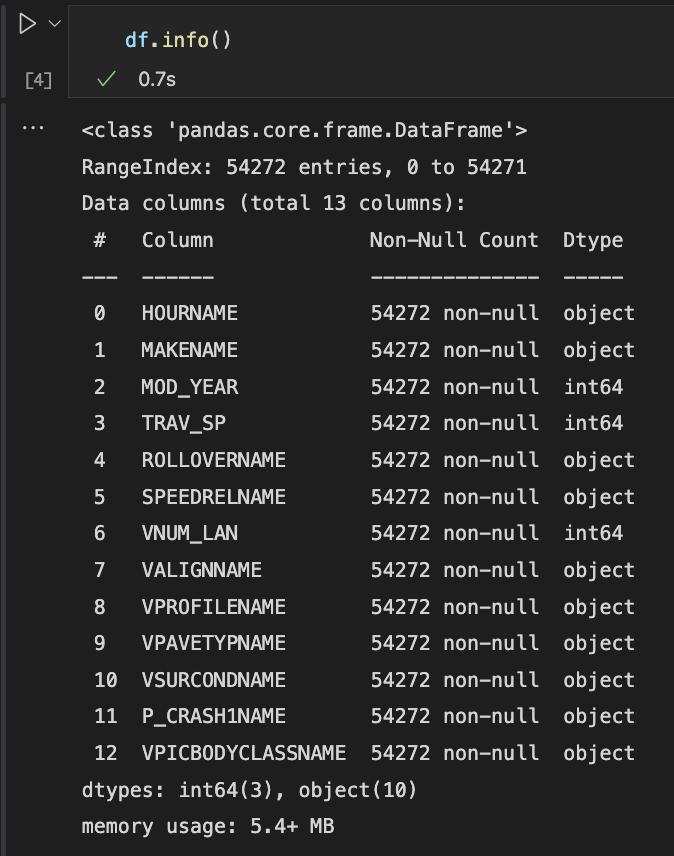 df.info()
[4]
0.7s
...
<class 'pandas.core.frame.DataFrame'>
RangeIndex: 54272 entries, 0 to 54271
Data columns (total 13 columns):
 #   Column             Non-Null Count  Dtype
---  ------             --------------  -----
 0   HOURNAME           54272 non-null  object
 1   MAKENAME           54272 non-null  object
 2   MOD_YEAR           54272 non-null  int64
 3   TRAV_SP            54272 non-null  int64
 4   ROLLOVERNAME       54272 non-null  object
 5   SPEEDRELNAME       54272 non-null  object
 6   VNUM_LAN           54272 non-null  int64
 7   VALIGNNAME         54272 non-null  object
 8   VPROFILENAME       54272 non-null  object
 9   VPAVETYPNAME       54272 non-null  object
 10  VSURCONDNAME       54272 non-null  object
 11  P_CRASH1NAME       54272 non-null  object
 12  VPICBODYCLASSNAME  54272 non-null  object
dtypes: int64(3), object(10)
memory usage: 5.4+ MB